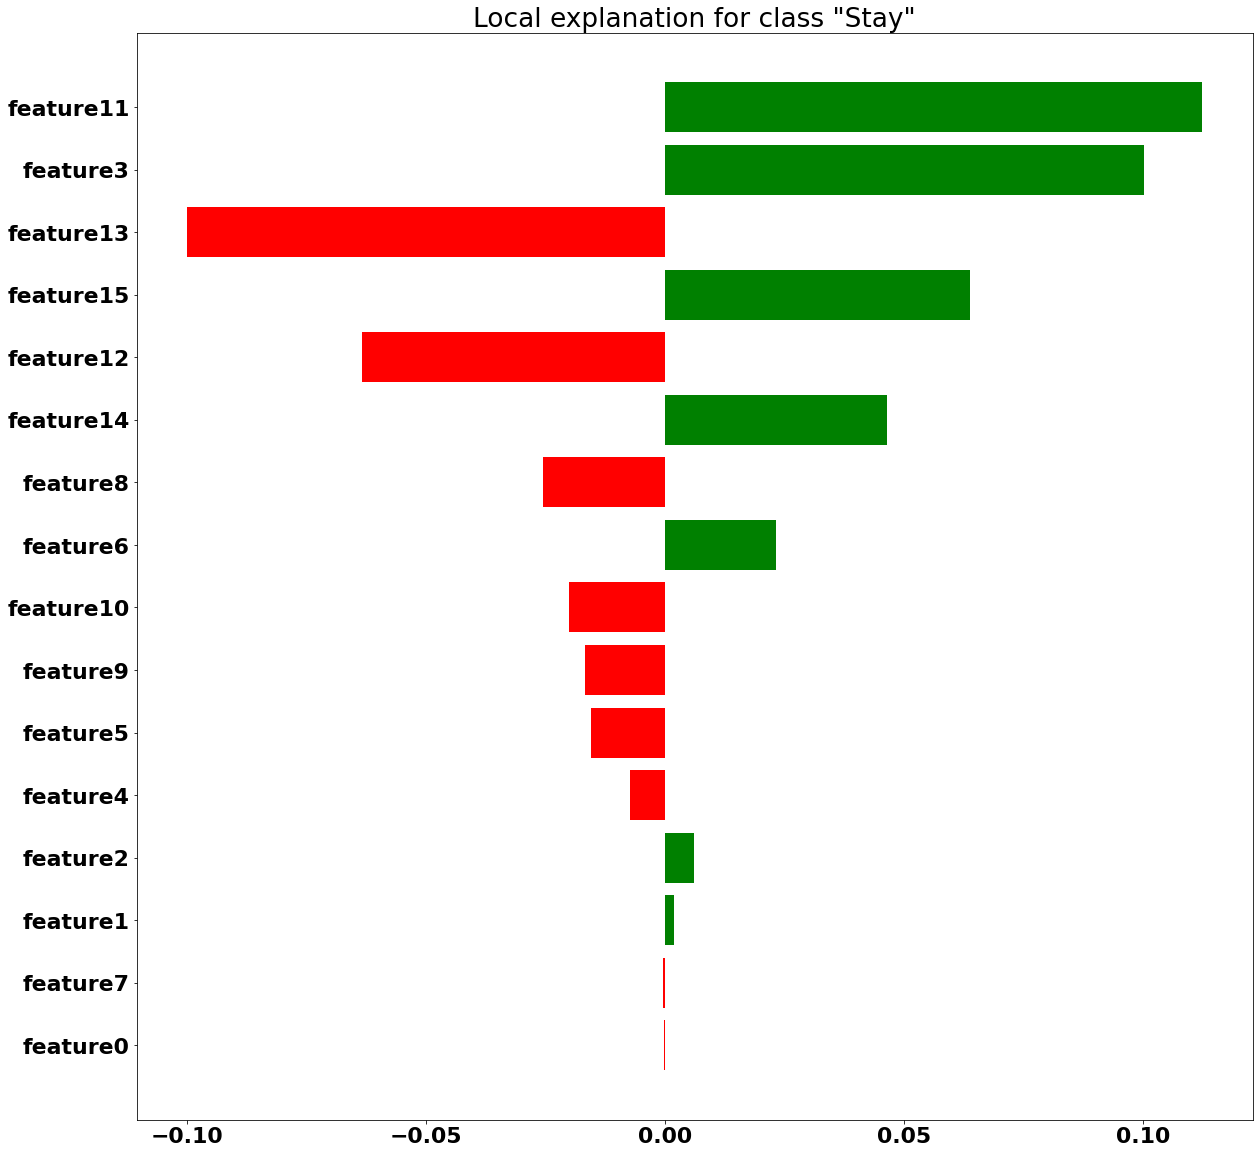 Local explanation for class "Stay"
feature11
feature3
feature13
feature15
feature12
feature14
feature8
feature6
feature10
feature9
feature5
feature4
feature2
feature1
feature7
feature0
−0.10 −0.05 0.00 0.05 0.10